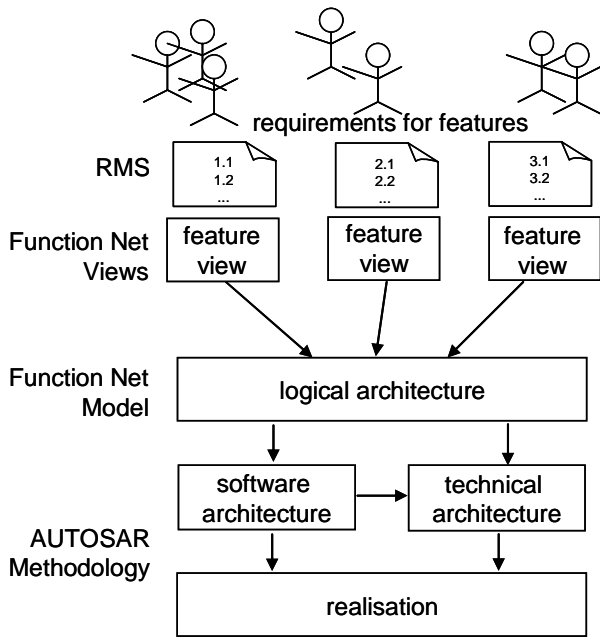 requirements for features
RMS
1.1
1.2
...
2.1
2.2
...
3.1
3.2
...
Function Net
Views
feature
view
feature
view
feature
view
Function Net
Model
logical architecture
software
architecture
technical
architecture
AUTOSAR
Methodology
realisation